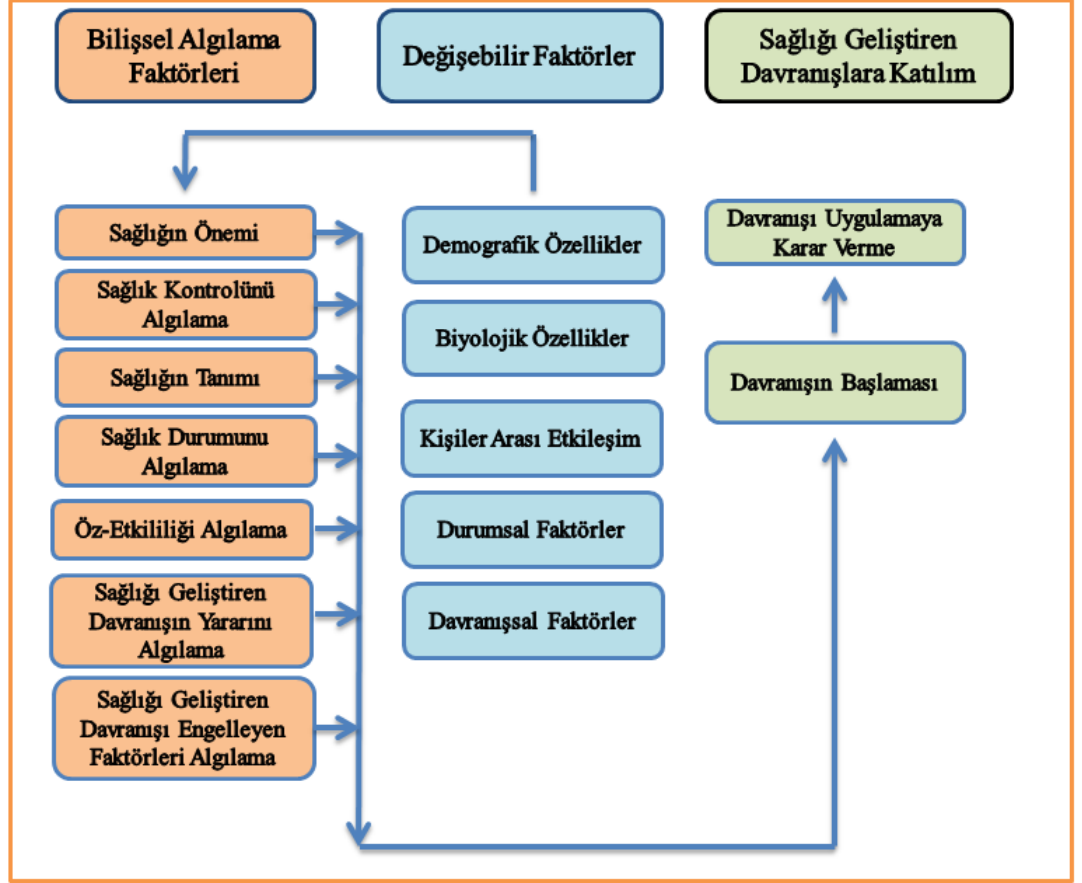 Bilişsel Algılama
Faktörleri
Değişebilir Faktörler
Sağlığı Geliştiren
Davranışlara Katılım
Sağlığın Önemi
Sağlık Kontrolünü
Algılama
Sağlığın Tanımı
Sağlık Durumunu
Algılama
Öz-Etkililiği Algılama
Sağlığı Geliştiren
Davranışın Yararını
Algılama
Sağlığı Geliştiren
Davranışı Engelleyen
Faktörleri Algılama
Demografik Özellikler
Biyolojik Özellikler
Kişiler Arası Etkileşim
Durumsal Faktörler
Davranışsal Faktörler
Davranışı Uygulamaya
Karar Verme
Davranışın Başlaması